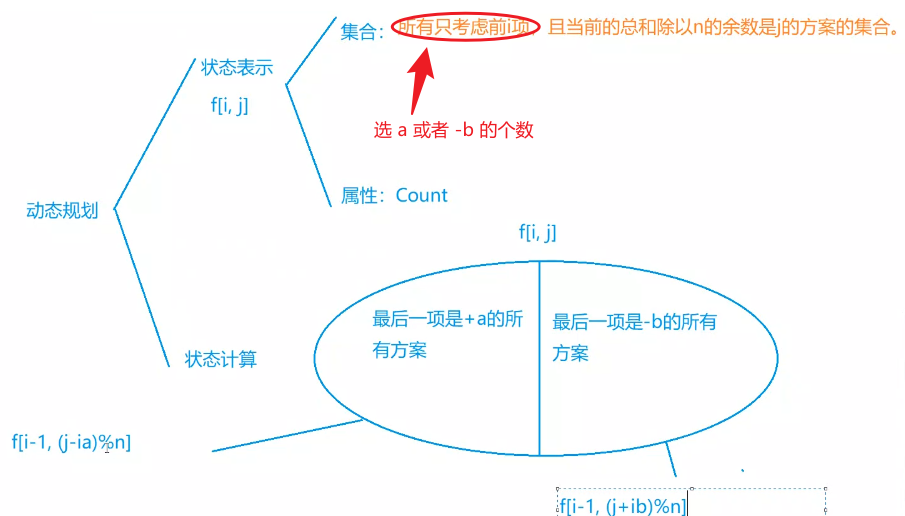 集合：所有只考虑前i项，且当前的总和除以n的余数是j的方案的集合。
状态表示
f[i, j]
选 a 或者 -b 的个数
属性：Count
动态规划
f[i, j]
最后一项是+a的所
有方案
最后一项是-b的所有
方案
状态计算
f[i-1, (j-ia)%n]
f[i-1, (j+ib)%n]